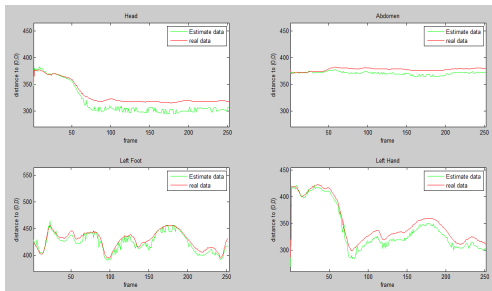 Head
Abdomen
450
400
350
300
distance to (0,0)
Estimate data
real data
50
100
150
200
250
frame
450
400
350
300
distance to (0,0)
Estimate data
real data
50
100
150
200
250
frame
Left Foot
Left Hand
550
500
450
400
distance to (0,0)
Estimate data
real data
50
100
150
200
250
frame
450
400
350
300
distance to (0,0)
Estimate data
real data
50
100
150
200
250
frame